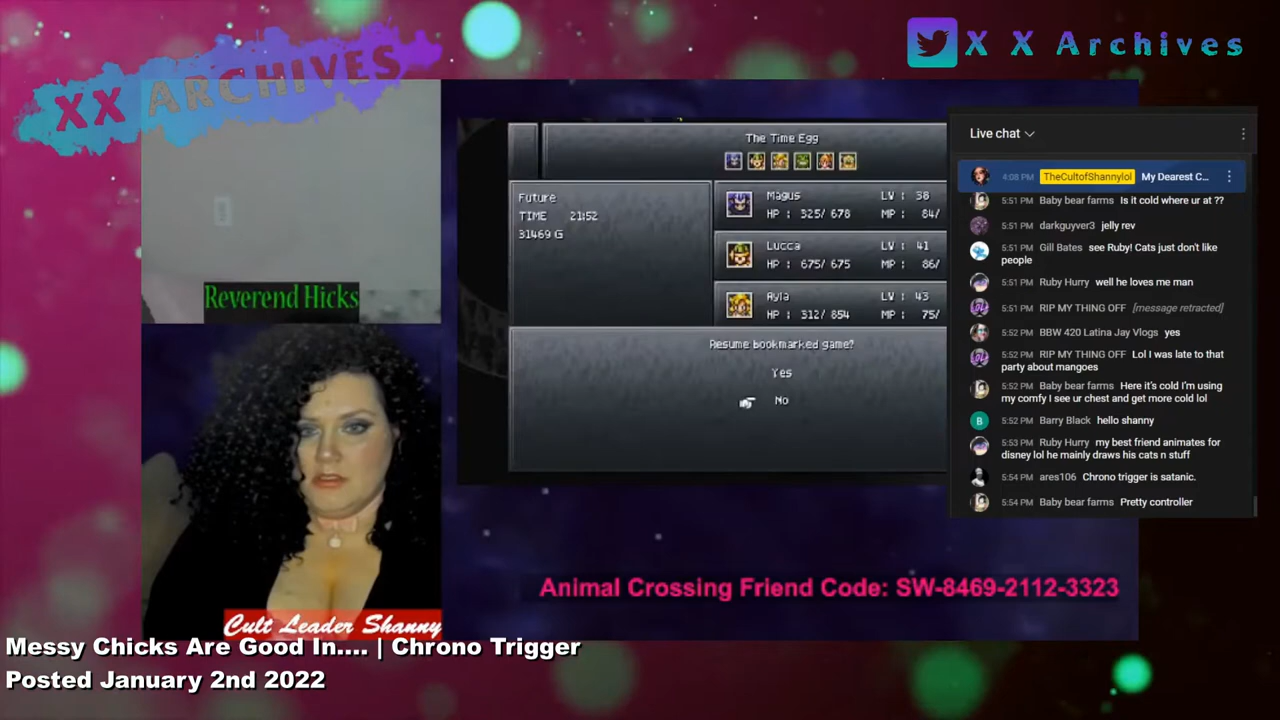 XX ARCHIVES
X X Archives
The Time Egg
Future
TIME 21:52
31469 G
Magus LV : 38
HP : 325/ 678 MP : 84/
Lucca LV : 41
HP : 675/ 675 MP : 86/
Ayla LV : 43
HP : 312/ 854 MP : 75/
Resume bookmarked game?
Yes
No
Live chat
4:08 PM TheCultofShannylol My Dearest C...
5:51 PM Baby bear farms Is it cold where ur at ??
5:51 PM darkguyver3 jelly rev
5:51 PM Gill Bates see Ruby! Cats just don't like
people
5:51 PM Ruby Hurry well he loves me man
5:51 PM RIP MY THING OFF [message retracted]
5:52 PM BBW 420 Latina Jay Vlogs yes
5:52 PM RIP MY THING OFF Lol I was late to that
party about mangoes
5:52 PM Baby bear farms Here it's cold I'm using
my comfy I see ur chest and get more cold lol
B
5:52 PM Barry Black hello shanny
5:53 PM Ruby Hurry my best friend animates for
disney lol he mainly draws his cats n stuff
5:54 PM ares106 Chrono trigger is satanic.
5:54 PM Baby bear farms Pretty controller
Reverend Hicks
Cult Leader Shanny
Animal Crossing Friend Code: SW-8469-2112-3323
Messy Chicks Are Good In.... | Chrono Trigger
Posted January 2nd 2022